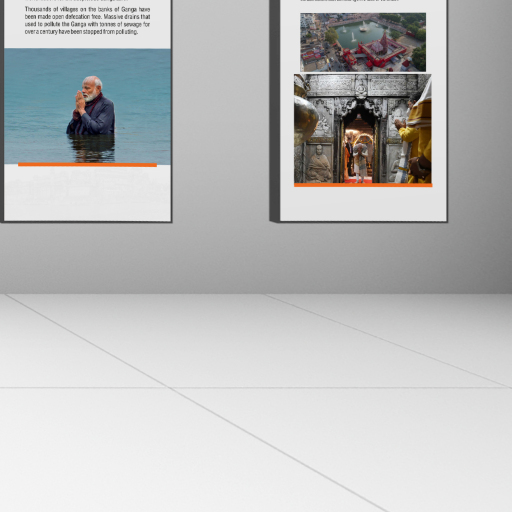 Thousands of villages on the banks of Ganga have
been made open defecation free. Massive drains that
used to pollute the Ganga with tonnes of sewage for
over a century have been stopped from polluting.